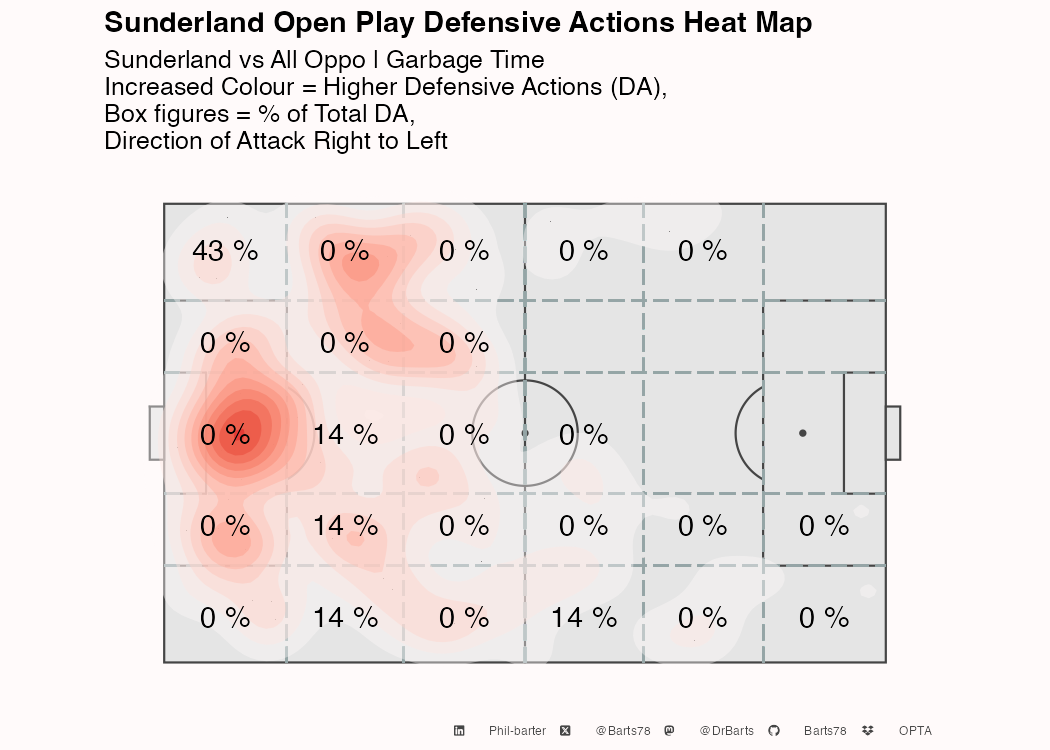 Sunderland Open Play Defensive Actions Heat Map
Sunderland vs All Oppo | Garbage Time
Increased Colour = Higher Defensive Actions (DA),
Box figures = % of Total DA,
Direction of Attack Right to Left
43 % 0 % 0 % 0 % 0 %
0 % 0 % 0 %
0 % 14 % 0 % 0 %
0 % 14 % 0 % 0 % 0 % 0 %
0 % 14 % 0 % 14 % 0 % 0 %
Phil-barter @Barts78 @DrBarts Barts78 OPTA